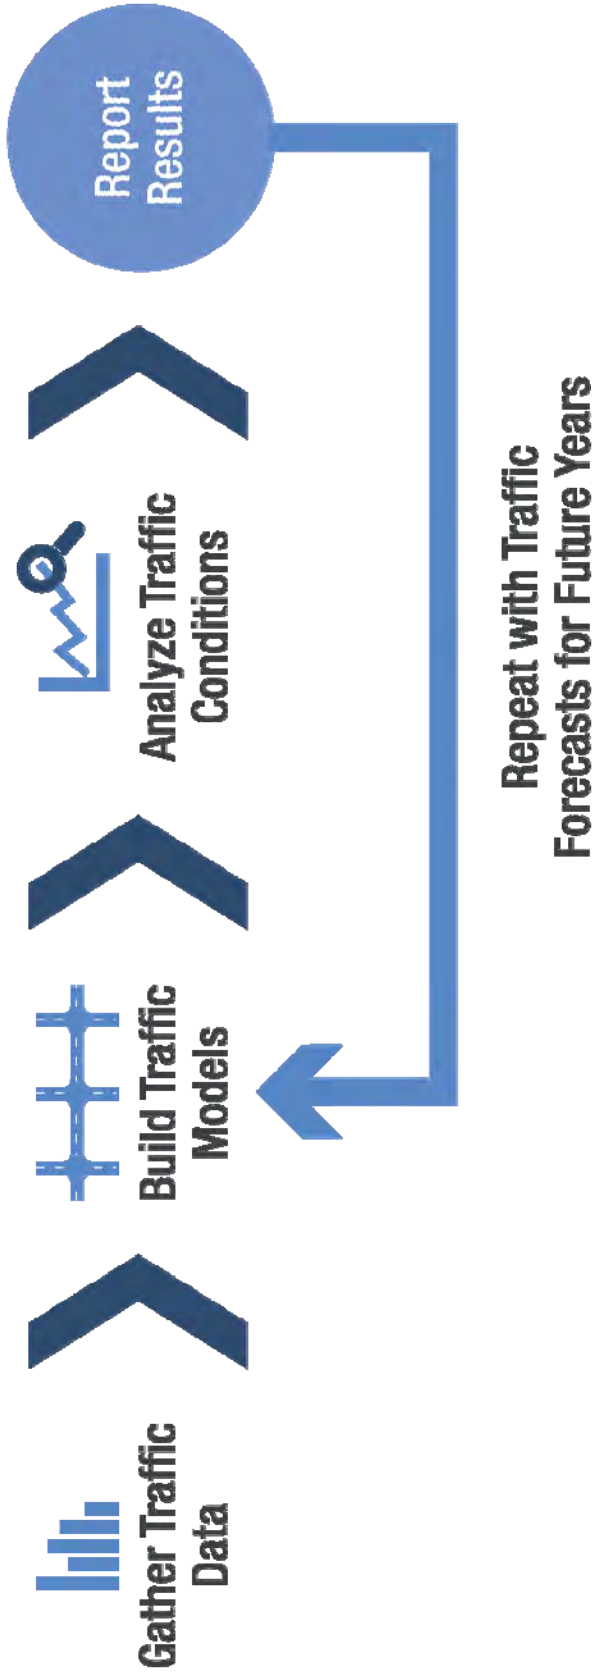 Gather Traffic
Data
Build Traffic
Models
Analyze Traffic
Conditions
Report
Results
Repeat with Traffic
Forecasts for Future Years